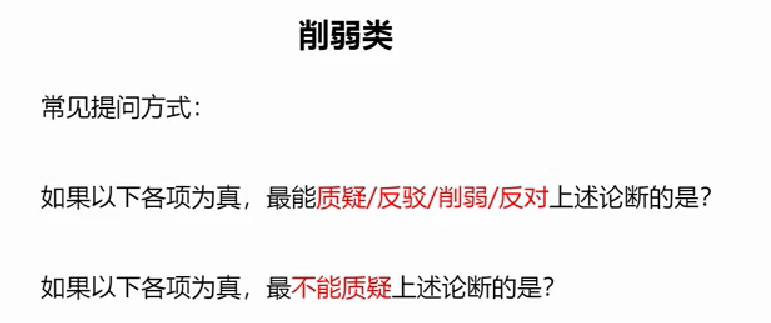 削弱类
常见提问方式：
如果以下各项为真，最能质疑/反驳/削弱/反对上述论断的是？
如果以下各项为真，最不能质疑上述论断的是？